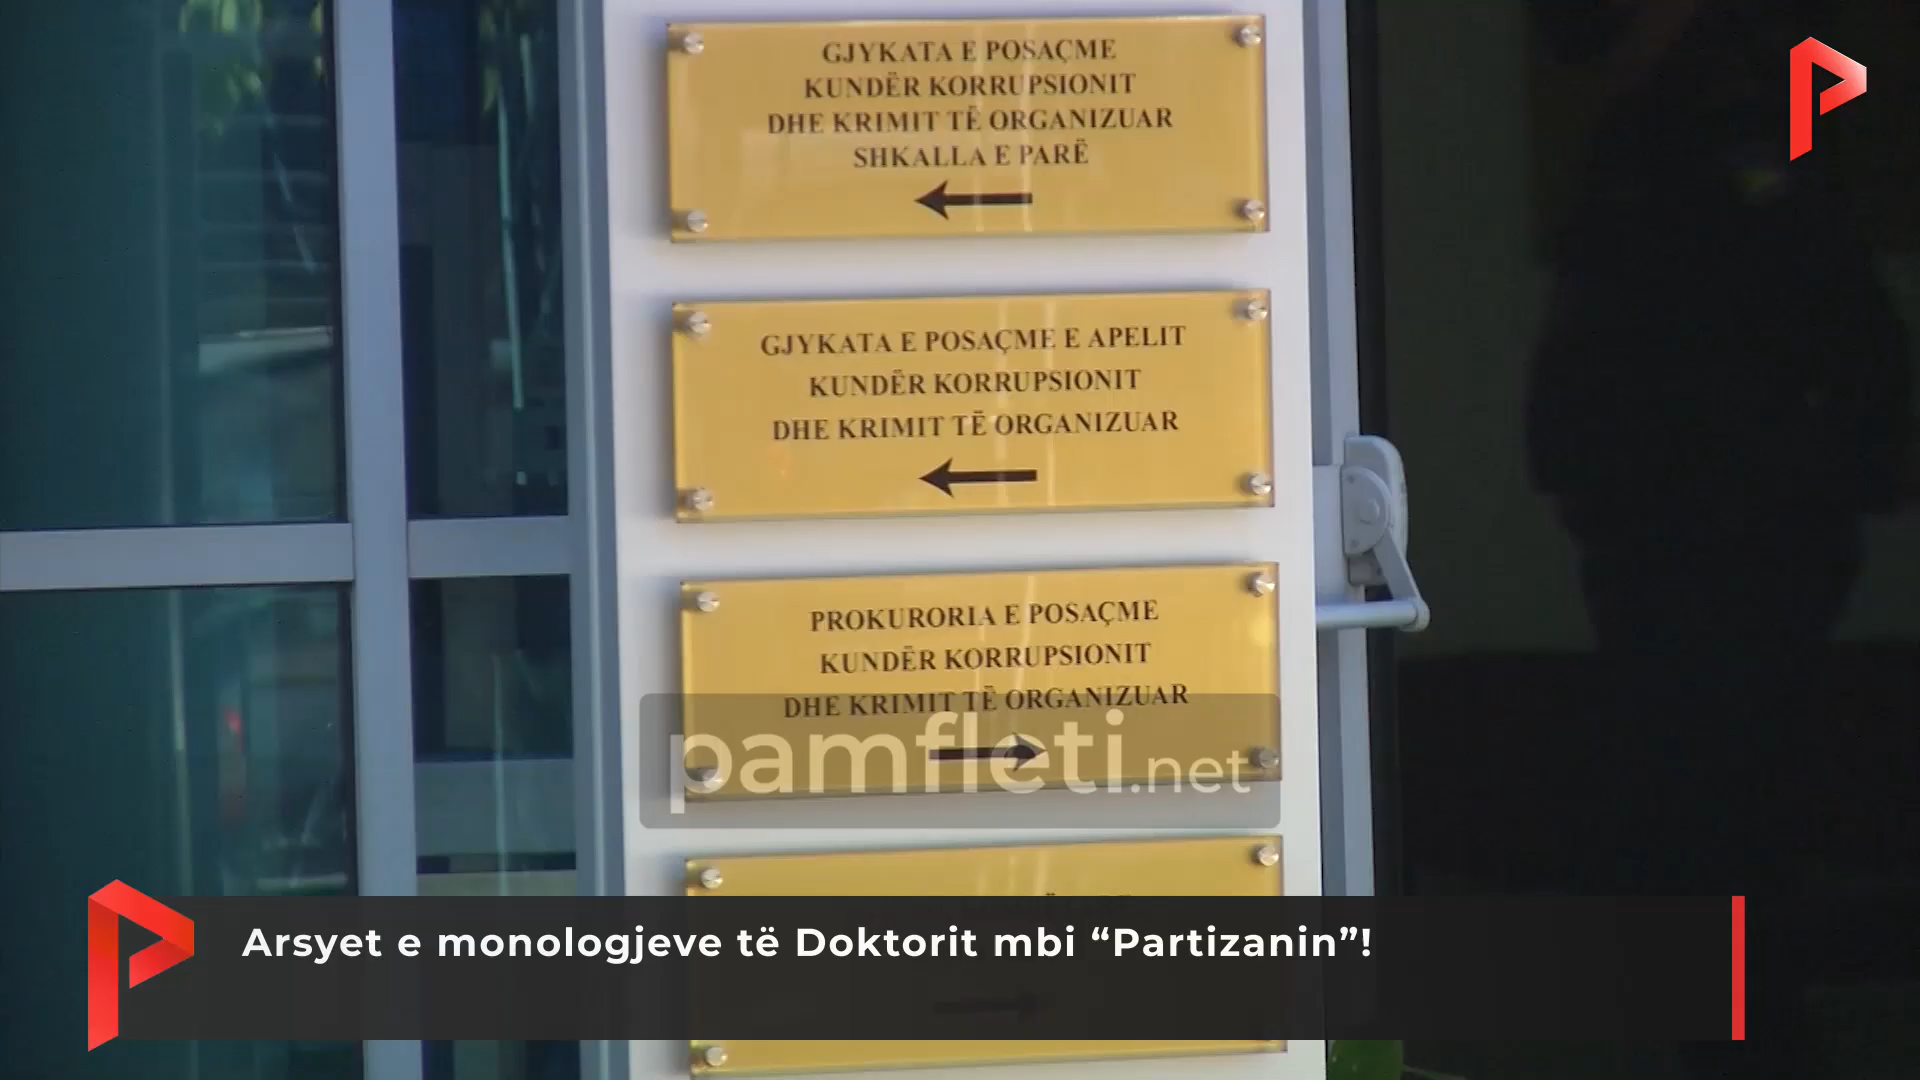 GJYKATA E POSAÇME
KUNDËR KORRUPSIONIT
DHE KRIMIT TË ORGANIZUAR
SHKALLA E PARË
GJYKATA E POSAÇME E APELIT
KUNDËR KORRUPSIONIT
DHE KRIMIT TË ORGANIZUAR
PROKURORIA E POSAÇME
KUNDËR KORRUPSIONIT
DHE KRIMIT TË ORGANIZUAR
pamfleti.net
Arsyet e monologjeve të Doktorit mbi “Partizanin”!